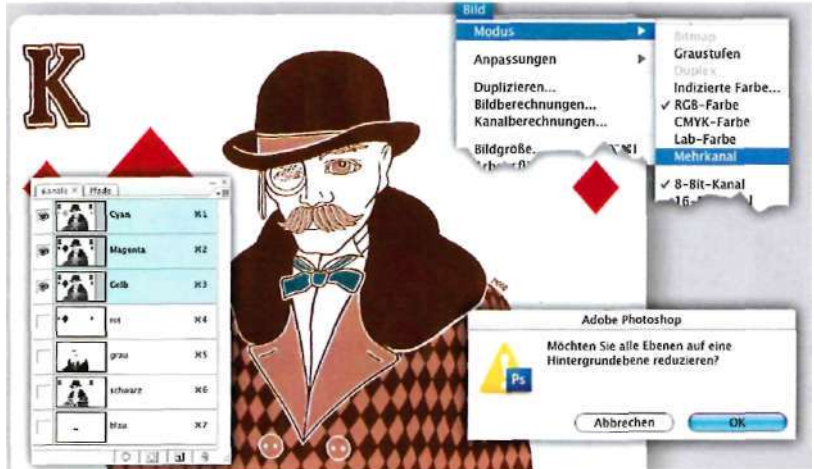 K
Bild
Modus
Anpassungen
Duplizieren...
Bildberechnungen...
Kanalberechnungen...
Bildgröße...
⌘I
Bitmap
Graustufen
Duplex...
Indizierte Farbe...
✓ RGB-Farbe
CMYK-Farbe
Lab-Farbe
Mehrkanal
✓ 8-Bit-Kanal
Kanäle × Pfade
Cyan ⌘1
Magenta ⌘2
Gelb ⌘3
rot ⌘4
grau ⌘5
schwarz ⌘6
blau ⌘7
Adobe Photoshop
Möchten Sie alle Ebenen auf eine
Hintergrundebene reduzieren?
Ps
Abbrechen
OK